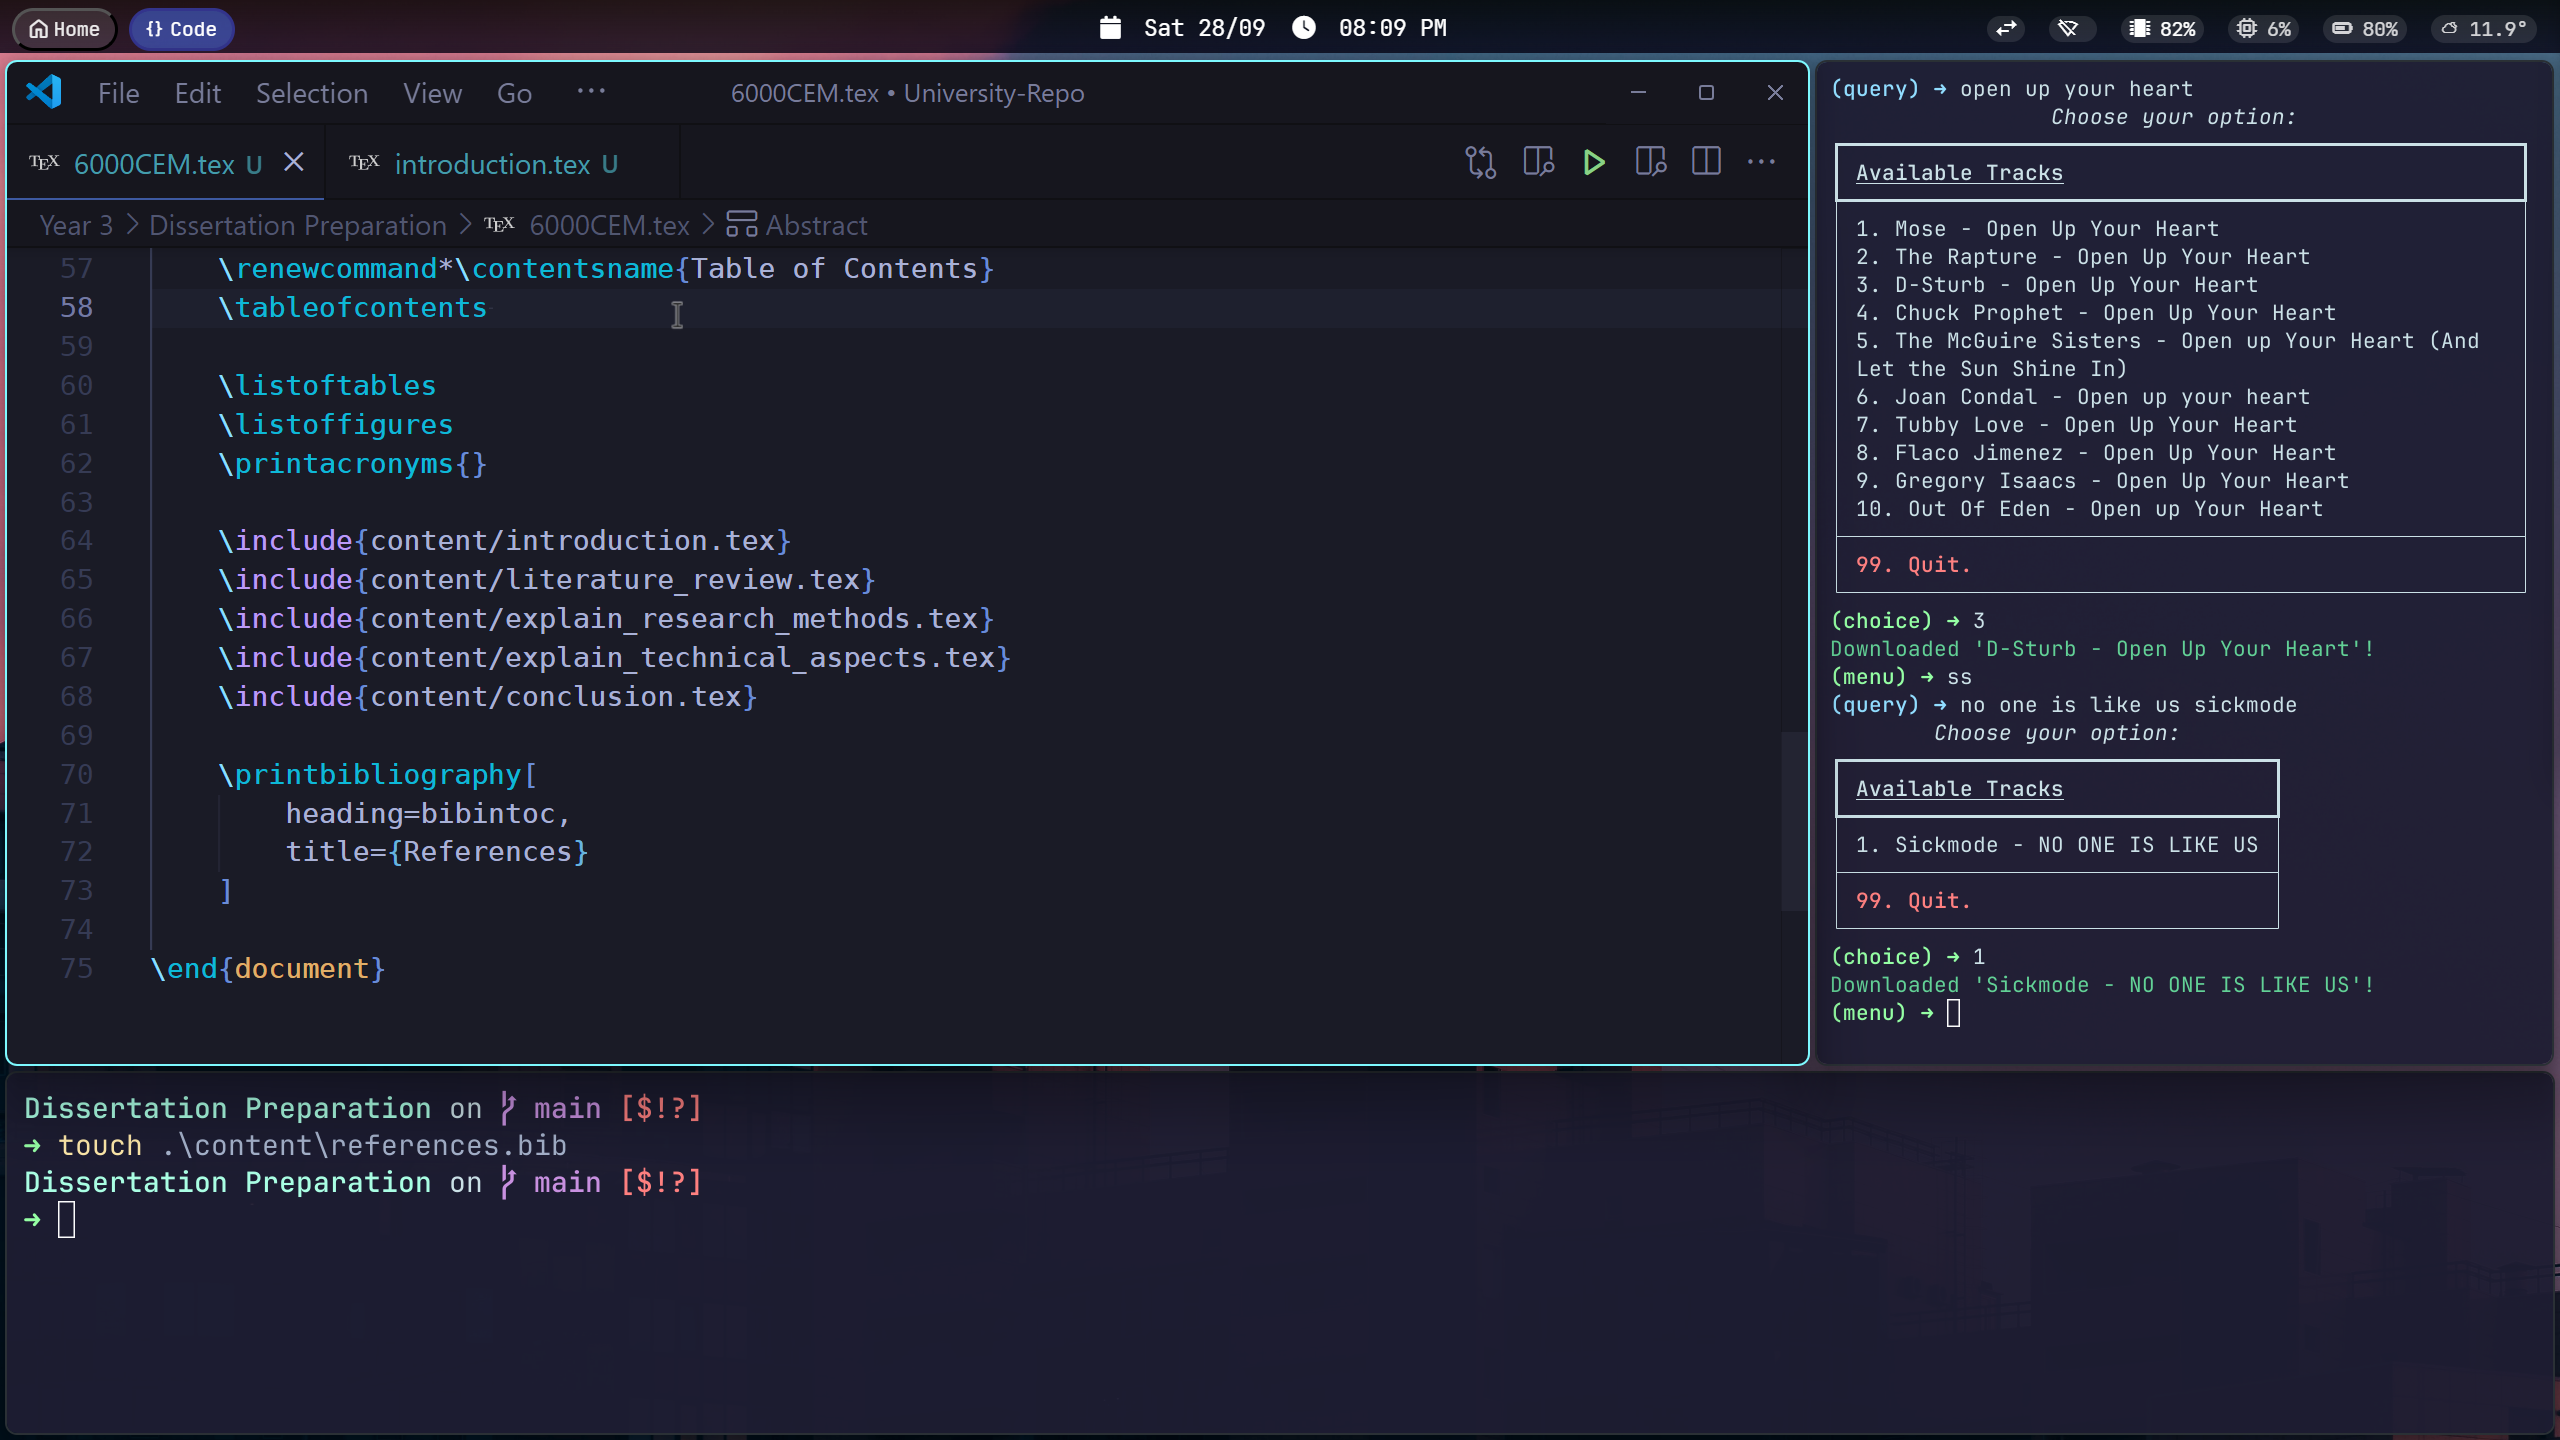 Home
{} Code
Sat 28/09 08:09 PM
82%
6%
80%
11.9°
File Edit Selection View Go ···
6000CEM.tex • University-Repo
TEX 6000CEM.tex U
TEX introduction.tex U
Year 3 > Dissertation Preparation > TEX 6000CEM.tex > Abstract
57 \renewcommand*\contentsname{Table of Contents}
58 \tableofcontents
59
60 \listoftables
61 \listoffigures
62 \printacronyms{}
63
64 \include{content/introduction.tex}
65 \include{content/literature_review.tex}
66 \include{content/explain_research_methods.tex}
67 \include{content/explain_technical_aspects.tex}
68 \include{content/conclusion.tex}
69
70 \printbibliography[
71 heading=bibintoc,
72 title={References}
73 ]
74
75 \end{document}
(query) → open up your heart
Choose your option:
Available Tracks
1. Mose - Open Up Your Heart
2. The Rapture - Open Up Your Heart
3. D-Sturb - Open Up Your Heart
4. Chuck Prophet - Open Up Your Heart
5. The McGuire Sisters - Open up Your Heart (And
Let the Sun Shine In)
6. Joan Condal - Open up your heart
7. Tubby Love - Open Up Your Heart
8. Flaco Jimenez - Open Up Your Heart
9. Gregory Isaacs - Open Up Your Heart
10. Out Of Eden - Open up Your Heart
99. Quit.
(choice) → 3
Downloaded 'D-Sturb - Open Up Your Heart'!
(menu) → ss
(query) → no one is like us sickmode
Choose your option:
Available Tracks
1. Sickmode - NO ONE IS LIKE US
99. Quit.
(choice) → 1
Downloaded 'Sickmode - NO ONE IS LIKE US'!
(menu) →
Dissertation Preparation on main [$!?]
→ touch .\content\references.bib
Dissertation Preparation on main [$!?]
→